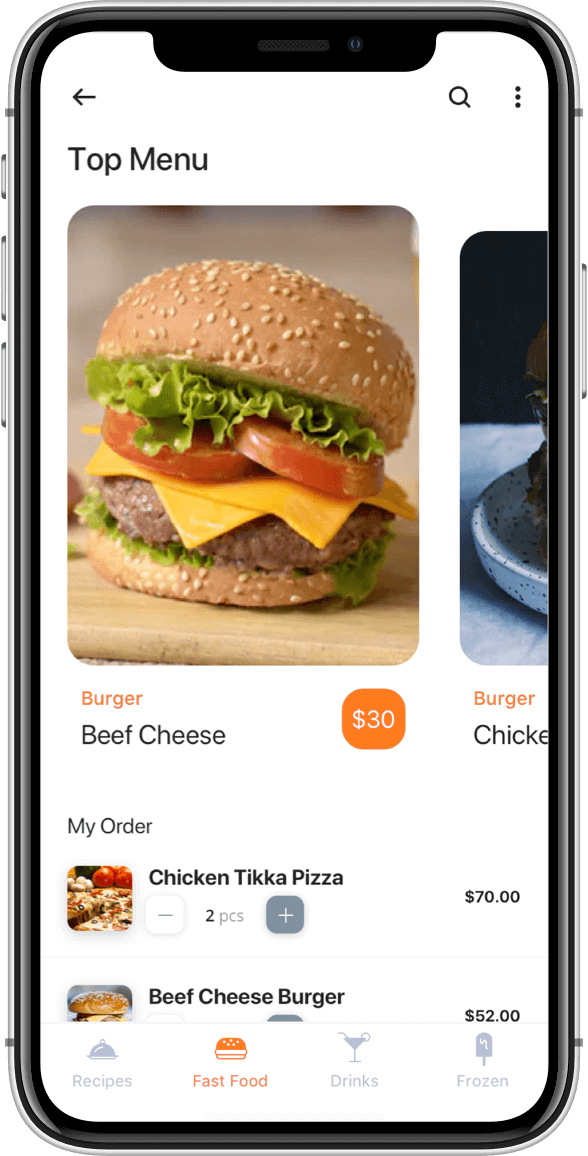 Top Menu
Burger
Beef Cheese
$30
Burger
Chicke
My Order
Chicken Tikka Pizza
2 pcs
$70.00
Beef Cheese Burger
$52.00
Recipes
Fast Food
Drinks
Frozen